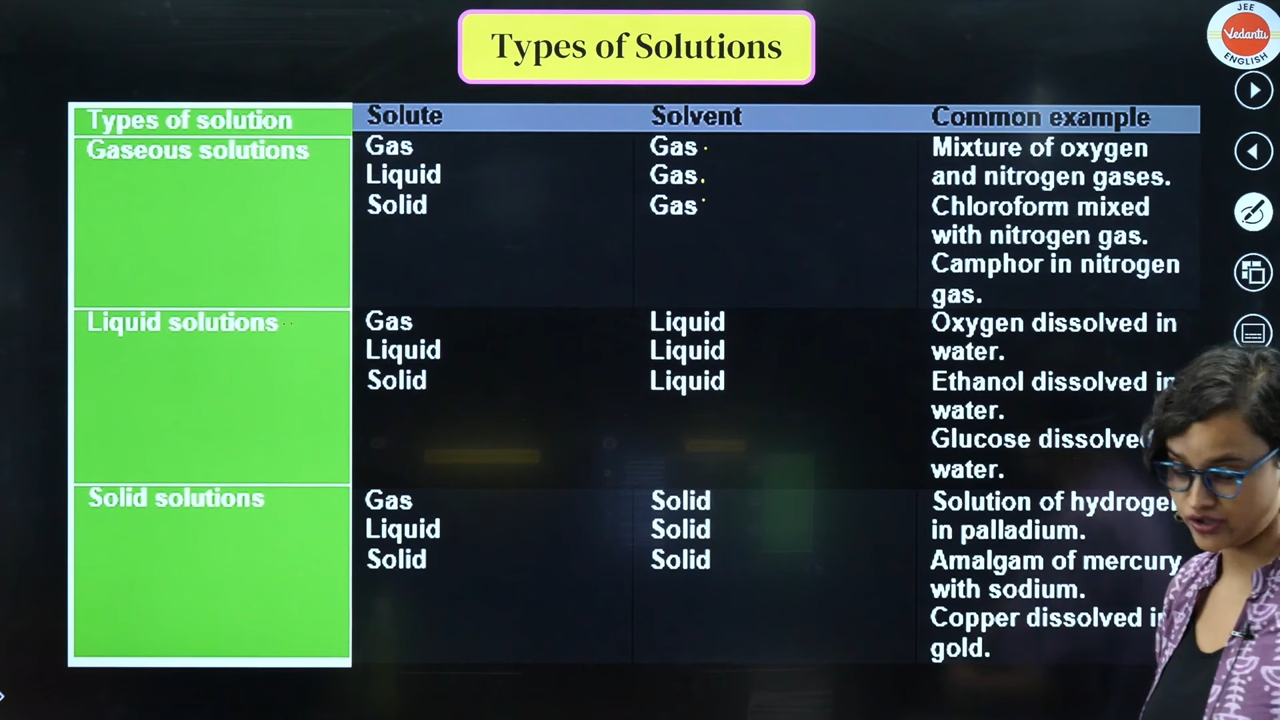 Types of Solutions
JEE
Vedantu
ENGLISH
Types of solution Solute Solvent Common example
Gaseous solutions Gas Gas Mixture of oxygen
Liquid Gas and nitrogen gases.
Solid Gas Chloroform mixed
with nitrogen gas.
Camphor in nitrogen
gas.
Liquid solutions Gas Liquid Oxygen dissolved in
Liquid Liquid water.
Solid Liquid Ethanol dissolved in
water.
Glucose dissolved
water.
Solid solutions Gas Solid Solution of hydrogen
Liquid Solid in palladium.
Solid Solid Amalgam of mercury
with sodium.
Copper dissolved in
gold.